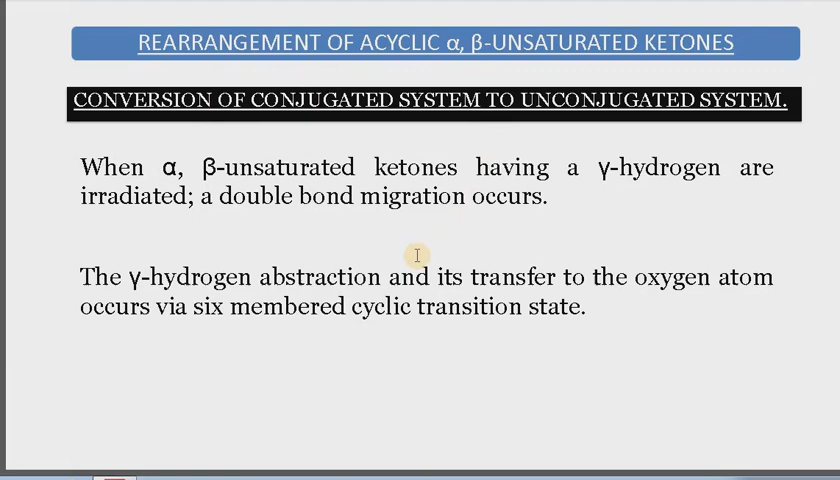 REARRANGEMENT OF ACYCLIC α, β-UNSATURATED KETONES
CONVERSION OF CONJUGATED SYSTEM TO UNCONJUGATED SYSTEM.
When α, β-unsaturated ketones having a γ-hydrogen are
irradiated; a double bond migration occurs.
The γ-hydrogen abstraction and its transfer to the oxygen atom
occurs via six membered cyclic transition state.